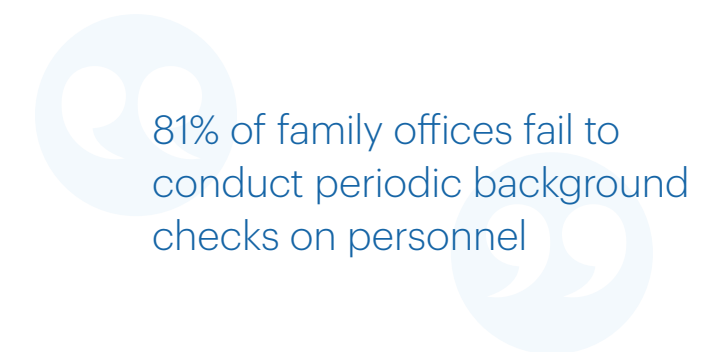 81% of family offices fail to
conduct periodic background
checks on personnel